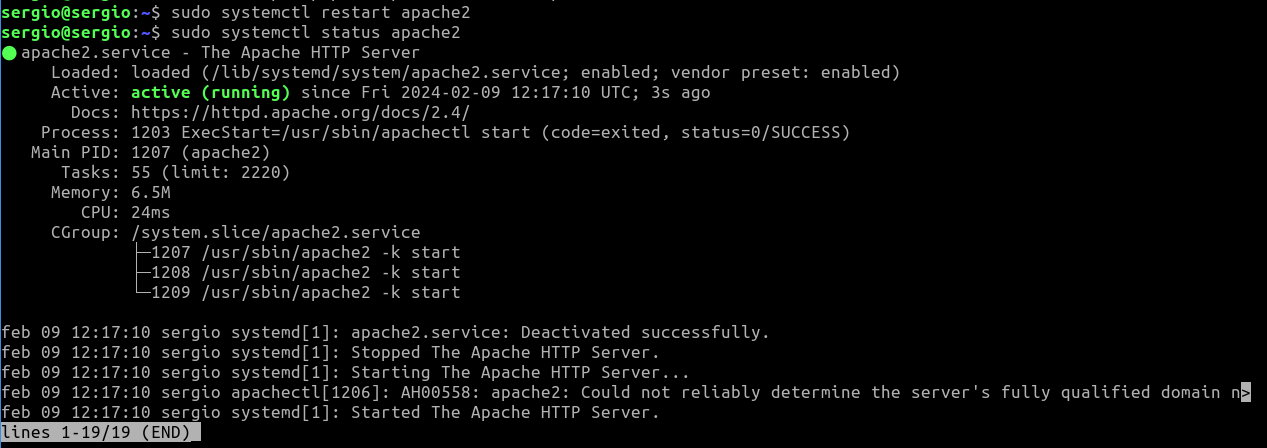 sergio@sergio:~$ sudo systemctl restart apache2
sergio@sergio:~$ sudo systemctl status apache2
● apache2.service - The Apache HTTP Server
     Loaded: loaded (/lib/systemd/system/apache2.service; enabled; vendor preset: enabled)
     Active: active (running) since Fri 2024-02-09 12:17:10 UTC; 3s ago
       Docs: https://httpd.apache.org/docs/2.4/
    Process: 1203 ExecStart=/usr/sbin/apachectl start (code=exited, status=0/SUCCESS)
   Main PID: 1207 (apache2)
      Tasks: 55 (limit: 2220)
     Memory: 6.5M
        CPU: 24ms
     CGroup: /system.slice/apache2.service
             ├─1207 /usr/sbin/apache2 -k start
             ├─1208 /usr/sbin/apache2 -k start
             └─1209 /usr/sbin/apache2 -k start

feb 09 12:17:10 sergio systemd[1]: apache2.service: Deactivated successfully.
feb 09 12:17:10 sergio systemd[1]: Stopped The Apache HTTP Server.
feb 09 12:17:10 sergio systemd[1]: Starting The Apache HTTP Server...
feb 09 12:17:10 sergio apachectl[1206]: AH00558: apache2: Could not reliably determine the server's fully qualified domain n>
feb 09 12:17:10 sergio systemd[1]: Started The Apache HTTP Server.
lines 1-19/19 (END)